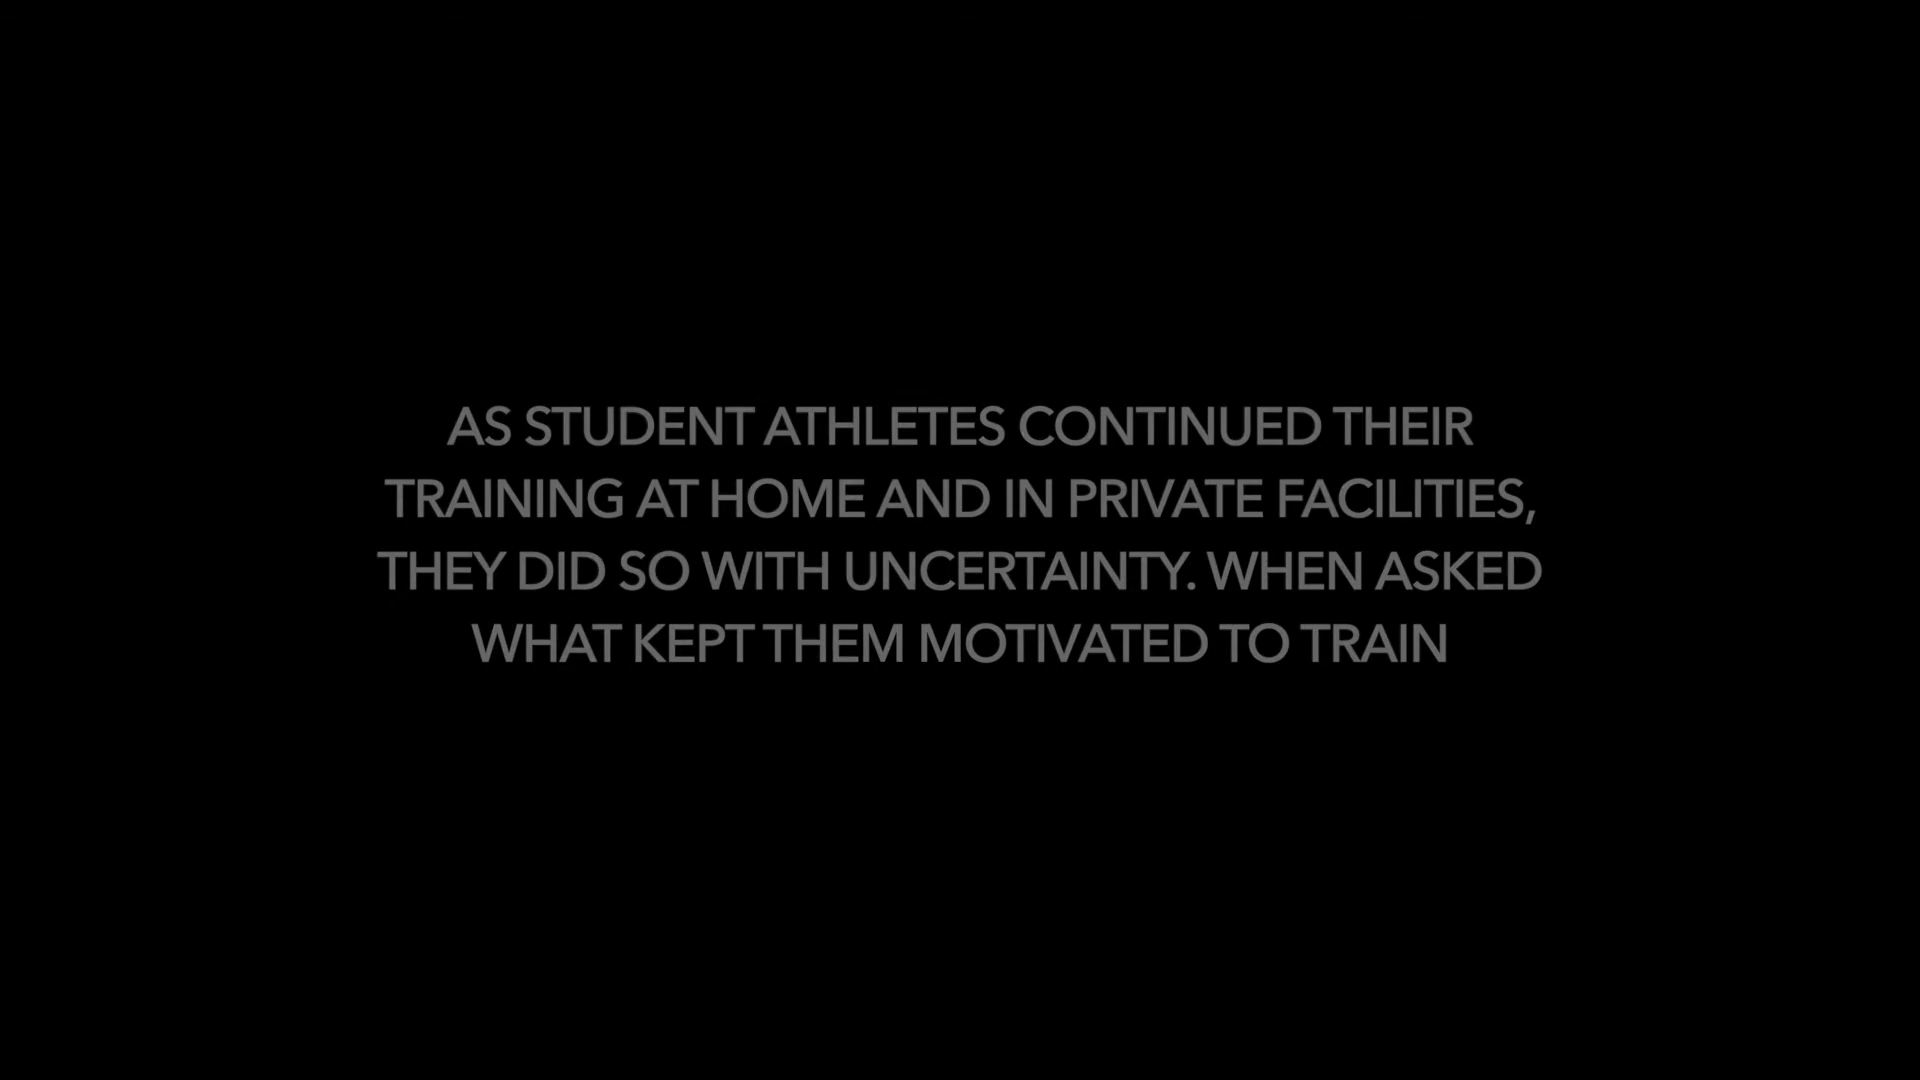 AS STUDENT ATHLETES CONTINUED THEIR
TRAINING AT HOME AND IN PRIVATE FACILITIES,
THEY DID SO WITH UNCERTAINTY. WHEN ASKED
WHAT KEPT THEM MOTIVATED TO TRAIN